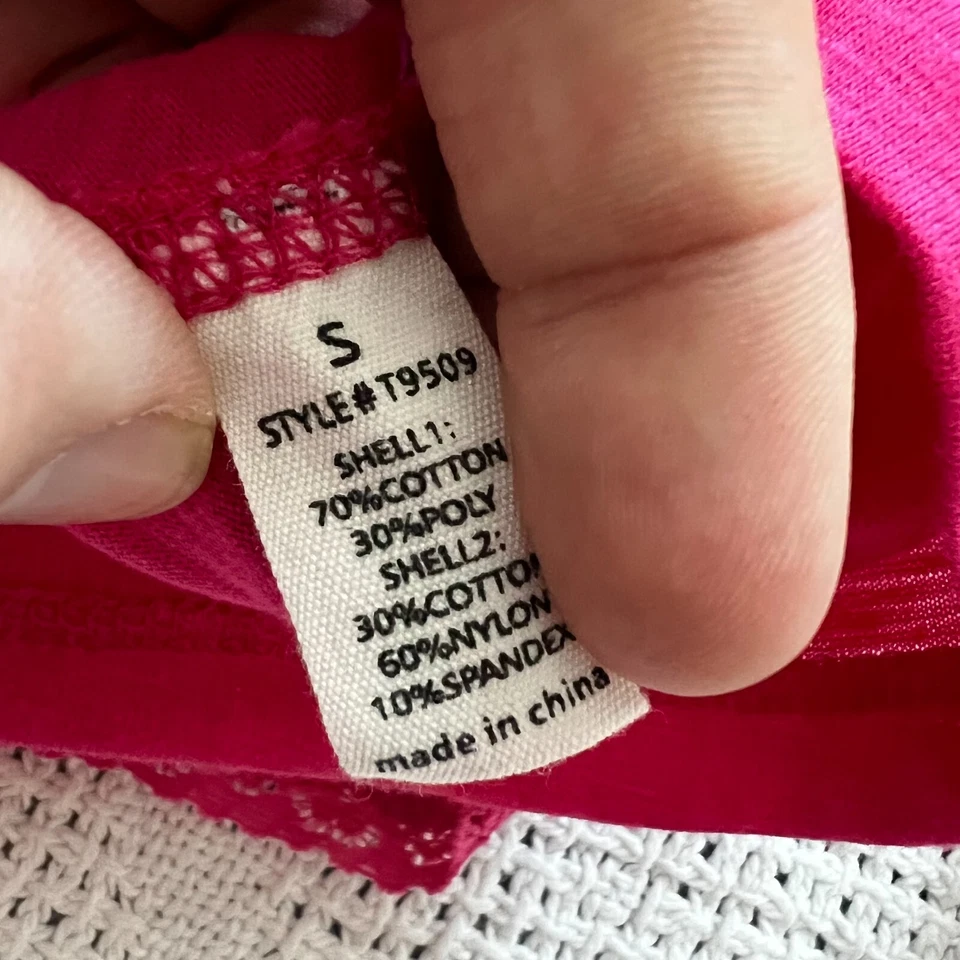 S
STYLE# T9509
SHELL1:
70%COTTON
30%POLY
SHELL2:
30%COTTON
60%NYLON
10%SPANDEX
made in china